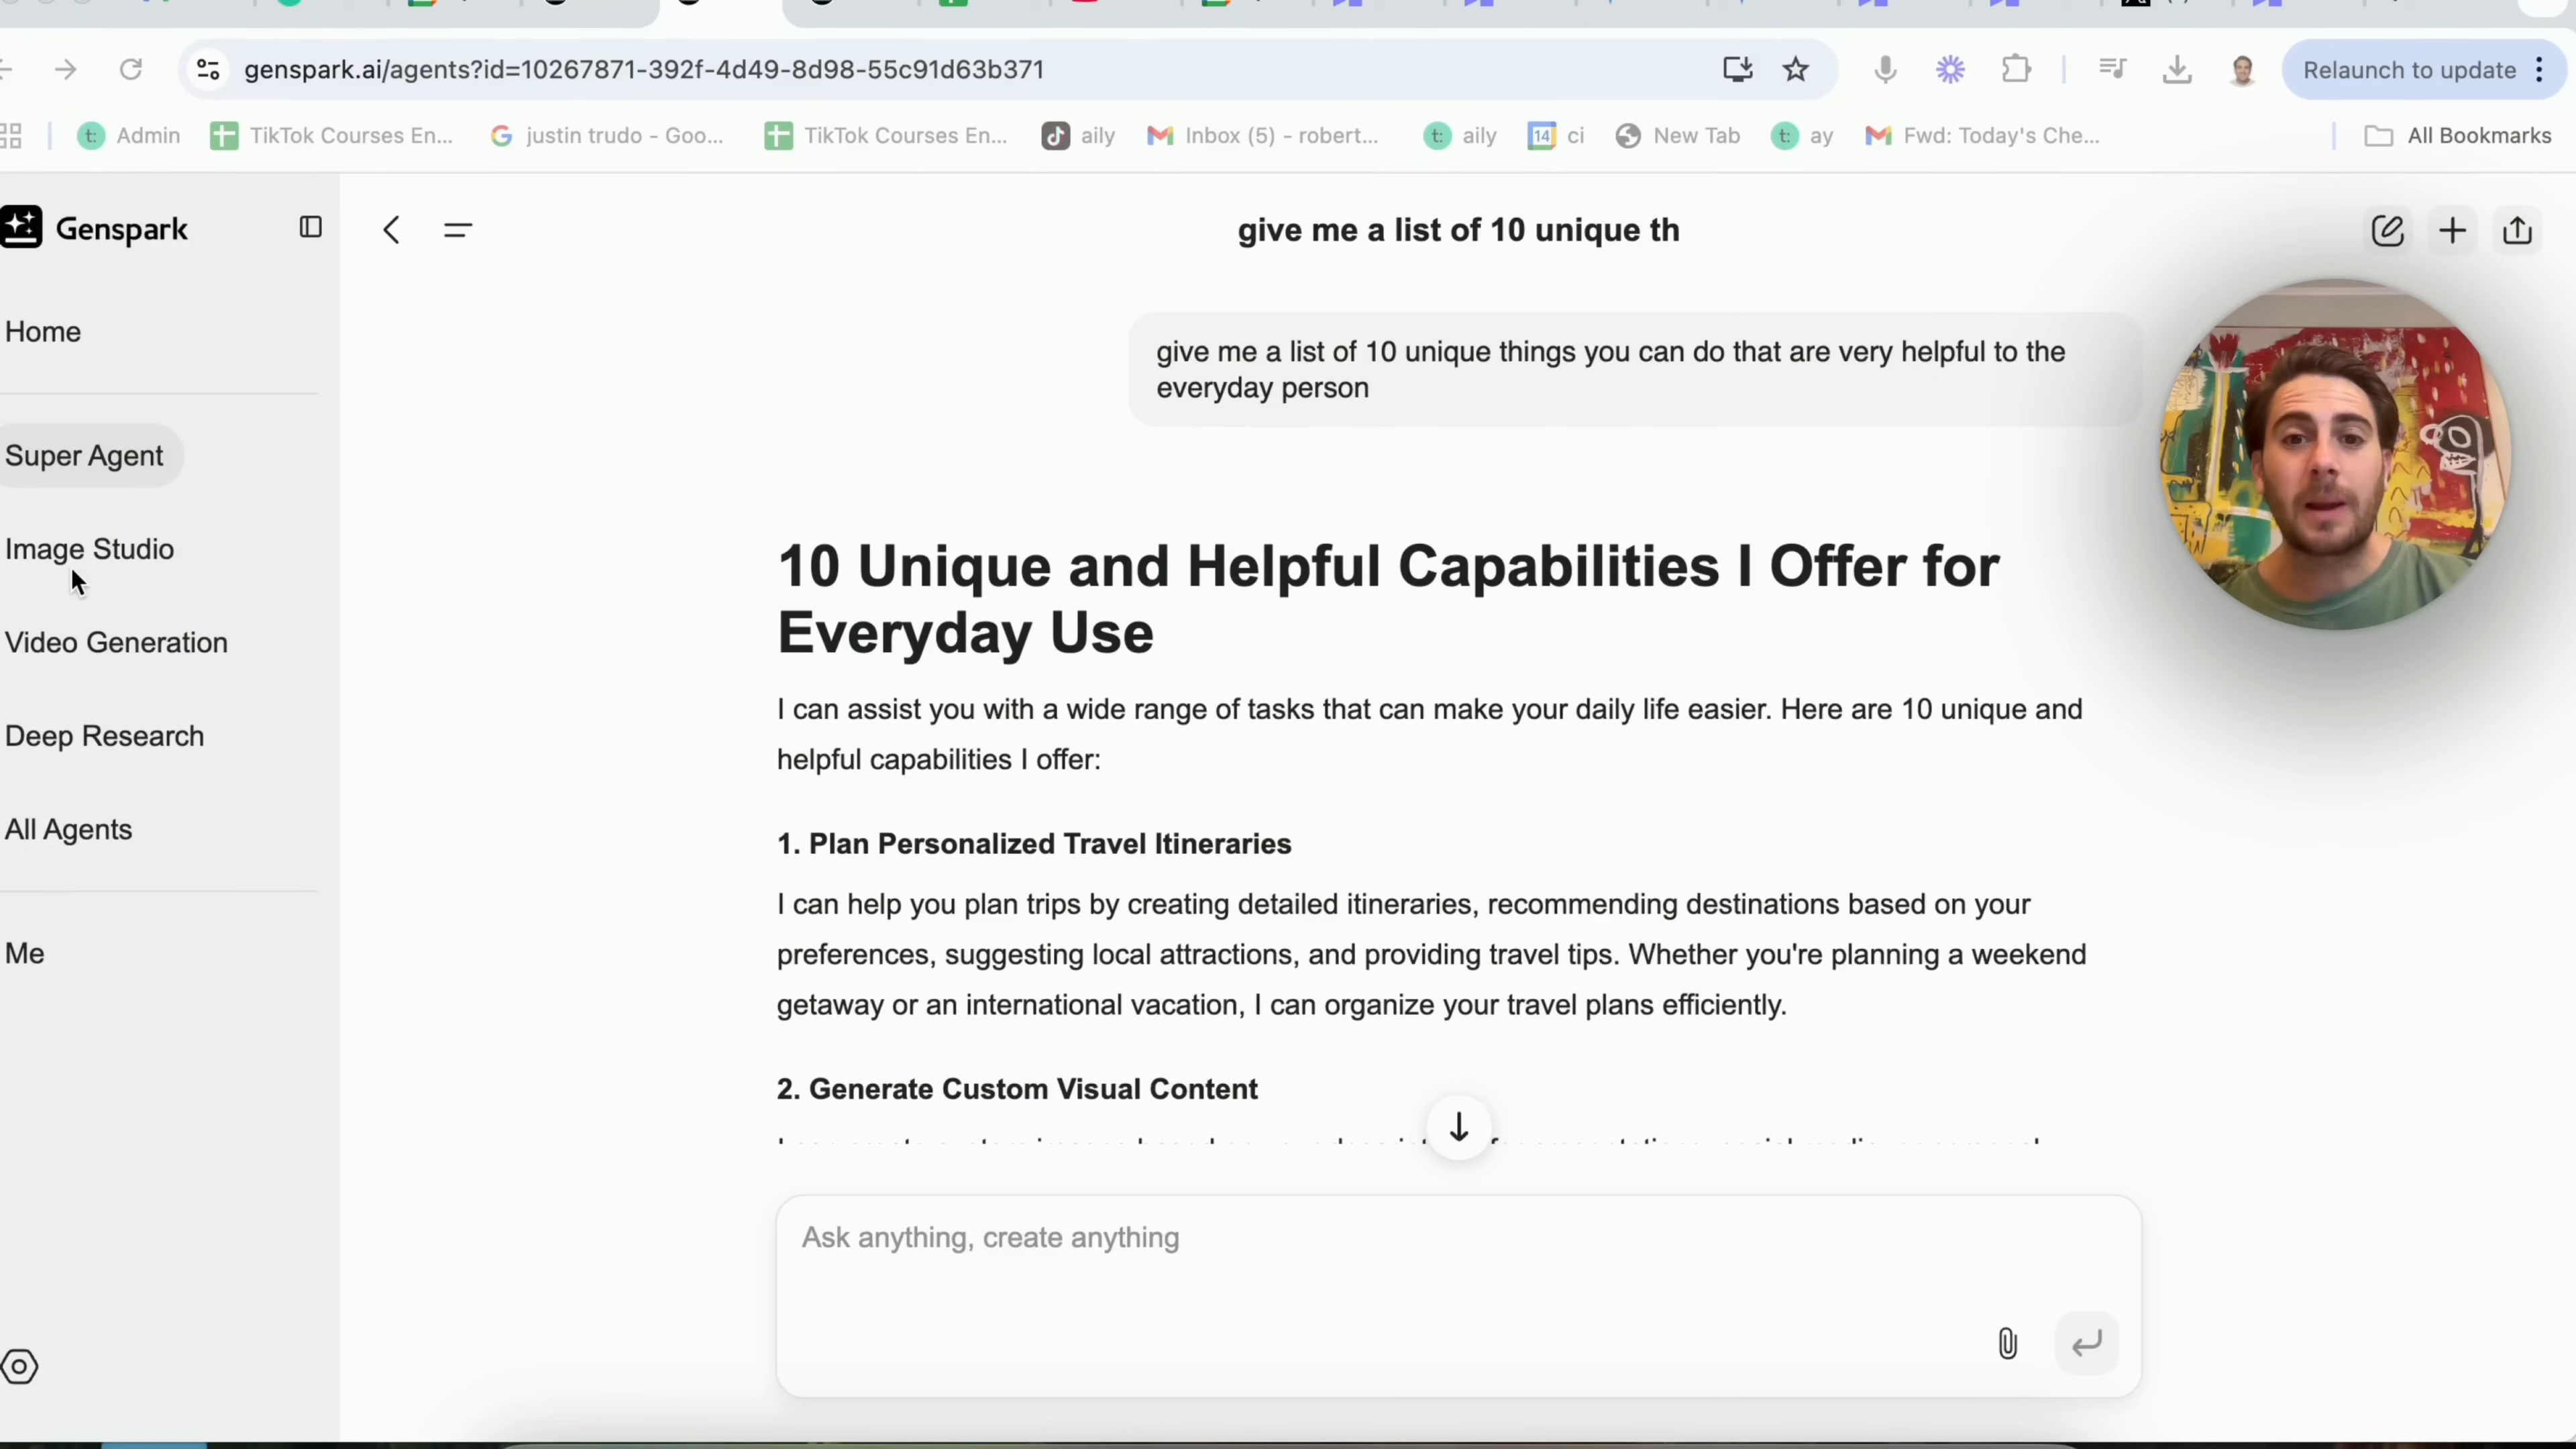 genspark.ai/agents?id=10267871-392f-4d49-8d98-55c91d63b371
Relaunch to update
Admin
TikTok Courses En...
justin trudo - Goo...
TikTok Courses En...
aily
Inbox (5) - robert...
aily
14
ci
New Tab
ay
Fwd: Today's Che...
All Bookmarks
Genspark
give me a list of 10 unique th
Home
Super Agent
Image Studio
Video Generation
Deep Research
All Agents
Me
give me a list of 10 unique things you can do that are very helpful to the
everyday person
10 Unique and Helpful Capabilities I Offer for
Everyday Use
I can assist you with a wide range of tasks that can make your daily life easier. Here are 10 unique and
helpful capabilities I offer:
1. Plan Personalized Travel Itineraries
I can help you plan trips by creating detailed itineraries, recommending destinations based on your
preferences, suggesting local attractions, and providing travel tips. Whether you're planning a weekend
getaway or an international vacation, I can organize your travel plans efficiently.
2. Generate Custom Visual Content
Ask anything, create anything